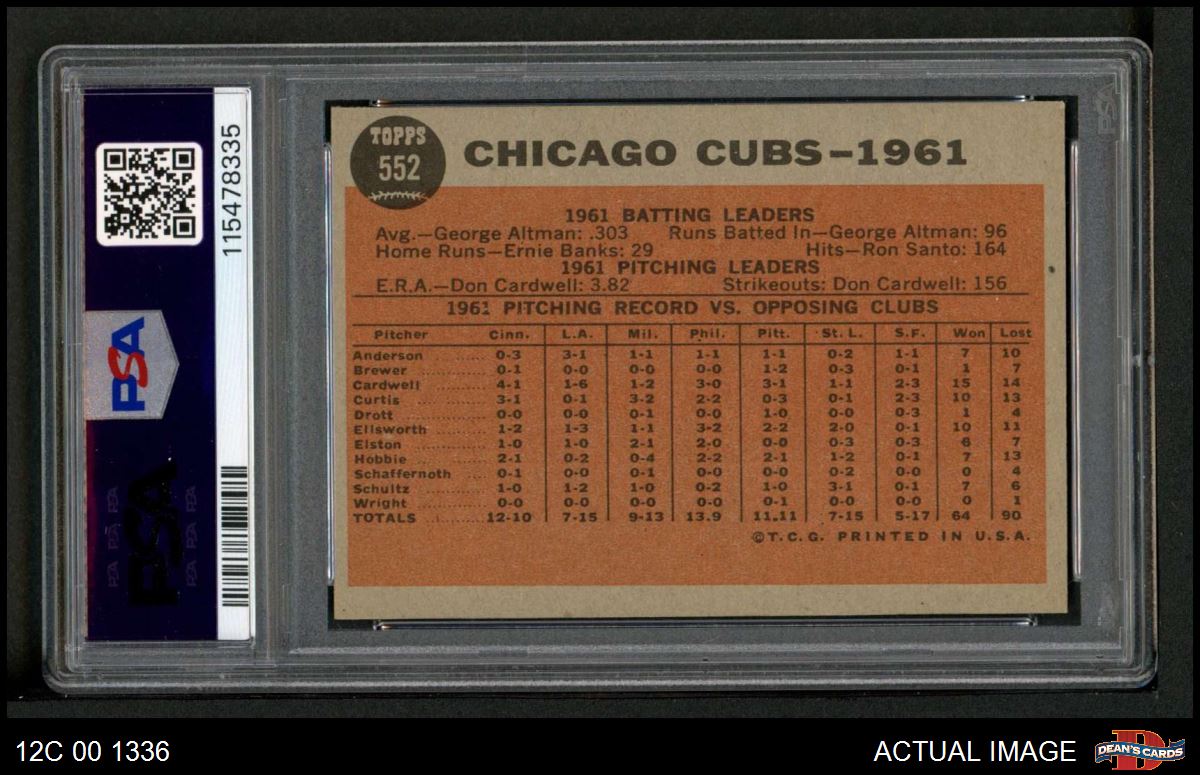 TOPPS
552
CHICAGO CUBS-1961
1961 BATTING LEADERS
Avg.—George Altman: .303 Runs Batted In—George Altman: 96
Home Runs—Ernie Banks: 29 Hits—Ron Santo: 164
1961 PITCHING LEADERS
E.R.A.—Don Cardwell: 3.82 Strikeouts: Don Cardwell: 156
1961 PITCHING RECORD VS. OPPOSING CLUBS
Pitcher Cinn. L.A. Mil. Phil. Pitt. St. L. S.F. Won Lost
Anderson 0-3 3-1 1-1 1-1 1-1 0-2 1-1 7 10
Brewer 0-1 0-0 0-0 0-0 1-2 0-3 0-1 1 7
Cardwell 4-1 1-6 1-2 3-0 3-1 1-1 2-3 15 14
Curtis 3-1 0-1 3-2 2-2 0-3 0-1 2-3 10 13
Drott 0-0 0-0 0-1 0-0 1-0 0-0 0-3 1 4
Ellsworth 1-2 1-3 1-1 3-2 2-2 2-0 0-1 10 11
Elston 1-0 1-0 2-1 2-0 0-0 0-3 0-3 6 7
Hobbie 2-1 0-2 0-4 2-2 2-1 1-2 0-1 7 13
Schaffernoth 0-1 0-0 0-1 0-0 0-0 0-2 0-0 0 4
Schultz 1-0 1-2 1-0 0-2 1-0 3-1 0-1 7 6
Wright 0-0 0-0 0-0 0-0 0-1 0-0 0-0 0 1
TOTALS 12-10 7-15 9-13 13.9 11.11 7-15 5-17 64 90
©T.C.G. PRINTED IN U.S.A.
115478335
PSA
PSA
PSA PSA PSA
PSA PSA PSA
PSA
12C 00 1336
ACTUAL IMAGE
D
DEAN'S CARDS